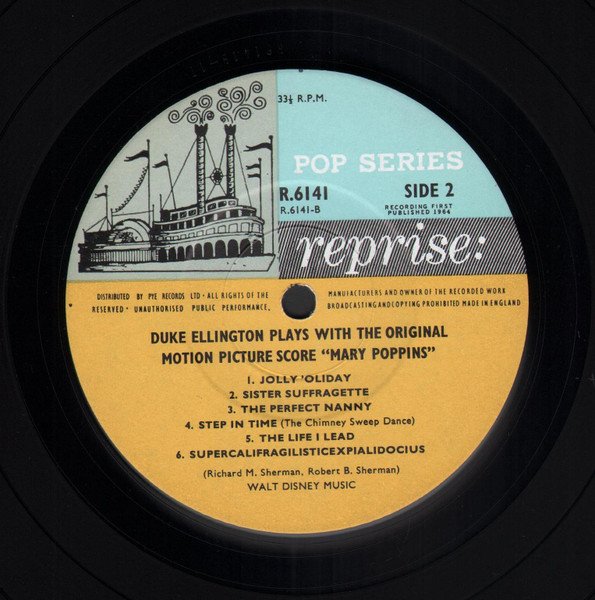 33⅓ R.P.M.
POP SERIES
R.6141 SIDE 2
R.6141-B RECORDING FIRST
PUBLISHED 1964
reprise:
DISTRIBUTED BY PYE RECORDS LTD · ALL RIGHTS OF THE
RESERVED · UNAUTHORISED PUBLIC PERFORMANCE,
MANUFACTURERS AND OWNER OF THE RECORDED WORK
BROADCASTING AND COPYING PROHIBITED MADE IN ENGLAND
DUKE ELLINGTON PLAYS WITH THE ORIGINAL
MOTION PICTURE SCORE "MARY POPPINS"
1. JOLLY 'OLIDAY
2. SISTER SUFFRAGETTE
3. THE PERFECT NANNY
4. STEP IN TIME (The Chimney Sweep Dance)
5. THE LIFE I LEAD
6. SUPERCALIFRAGILISTICEXPIALIDOCIUS
(Richard M. Sherman, Robert B. Sherman)
WALT DISNEY MUSIC